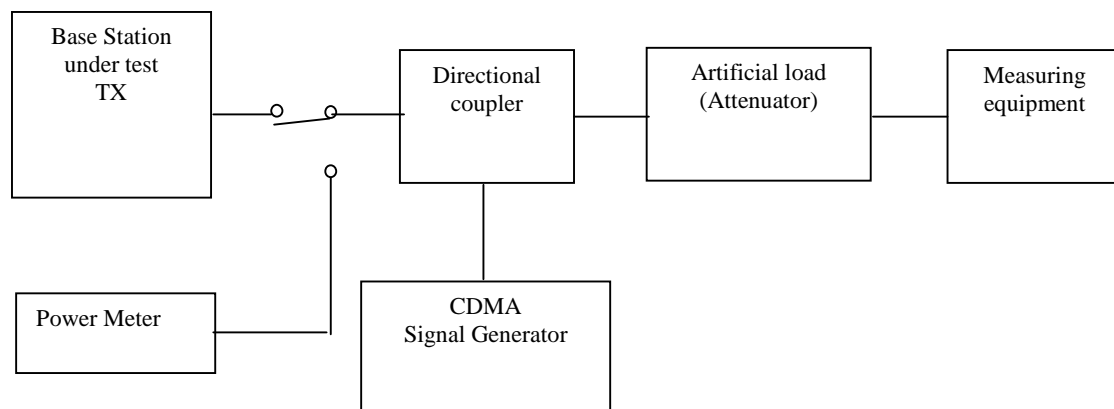 Base Station
under test
TX
Directional
coupler
Artificial load
(Attenuator)
Measuring
equipment
Power Meter
CDMA
Signal Generator